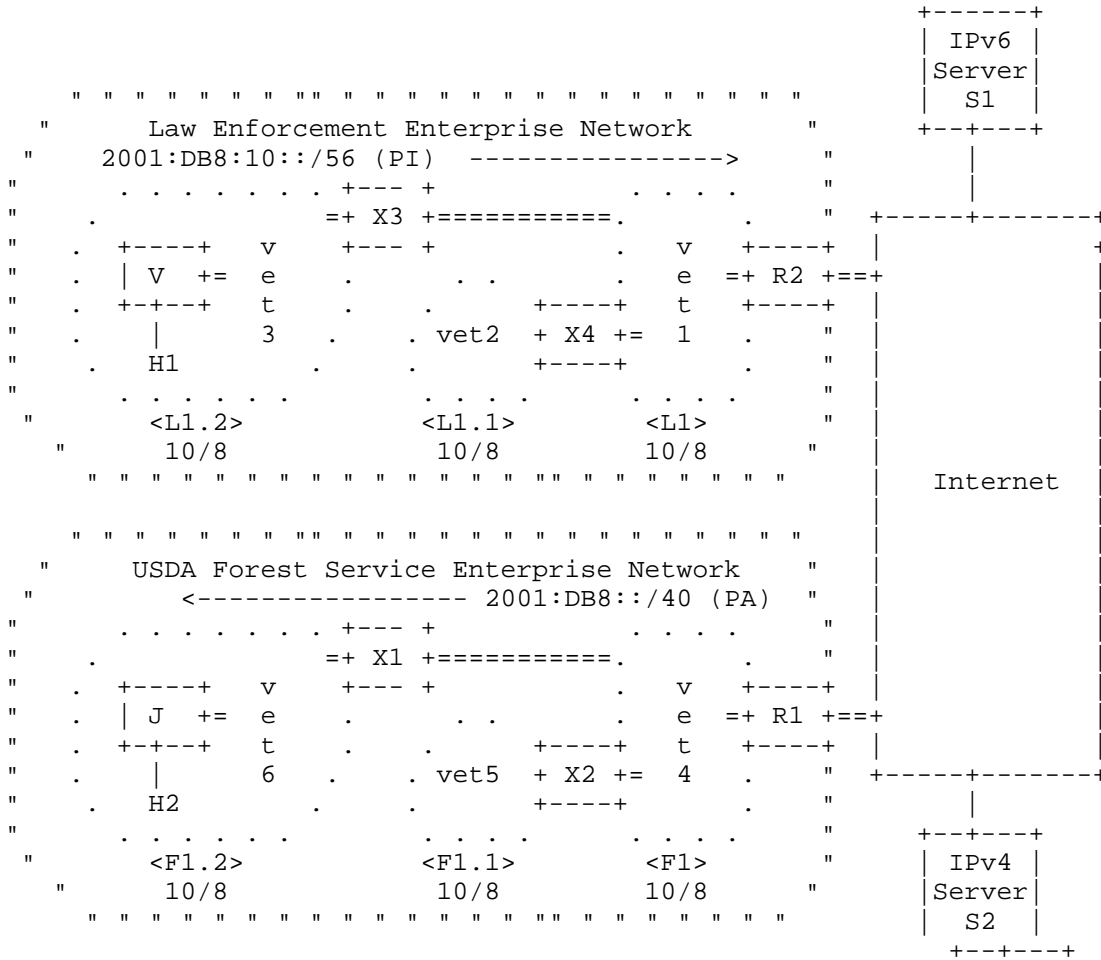 +------+
| IPv6 |
|Server|
" " " " " " " "" " " " " " " " " " " " " " " " | S1 |
" Law Enforcement Enterprise Network " +--+---+
" 2001:DB8:10::/56 (PI) ----------------> " |
" . . . . . . . +--- + . . . . " |
" . =+ X3 +===========. . " +-----+-------+
" . +----+ v +--- + . v +----+ | +
" . | V += e . . . . e =+ R2 +==+ |
" . +-+--+ t . . +----+ t +----+ | |
" . | 3 . . vet2 + X4 += 1 . " | |
" . H1 . . +----+ . " | |
" . . . . . . . . . . . . . . " | |
" <L1.2> <L1.1> <L1> " | |
" 10/8 10/8 10/8 " | |
" " " " " " " " " " " " " " "" " " " " " " " | Internet |
| |
" " " " " " " "" " " " " " " " " " " " " " " " | |
" USDA Forest Service Enterprise Network " | |
" <----------------- 2001:DB8::/40 (PA) " | |
" . . . . . . . +--- + . . . . " | |
" . =+ X1 +===========. . " | |
" . +----+ v +--- + . v +----+ | |
" . | J += e . . . . e =+ R1 +==+ |
" . +-+--+ t . . +----+ t +----+ | |
" . | 6 . . vet5 + X2 += 4 . " +-----+-------+
" . H2 . . +----+ . " |
" . . . . . . . . . . . . . . " +--+---+
" <F1.2> <F1.1> <F1> " | IPv4 |
" 10/8 10/8 10/8 " |Server|
" " " " " " " " " " " " " " "" " " " " " " " | S2 |
+--+---+